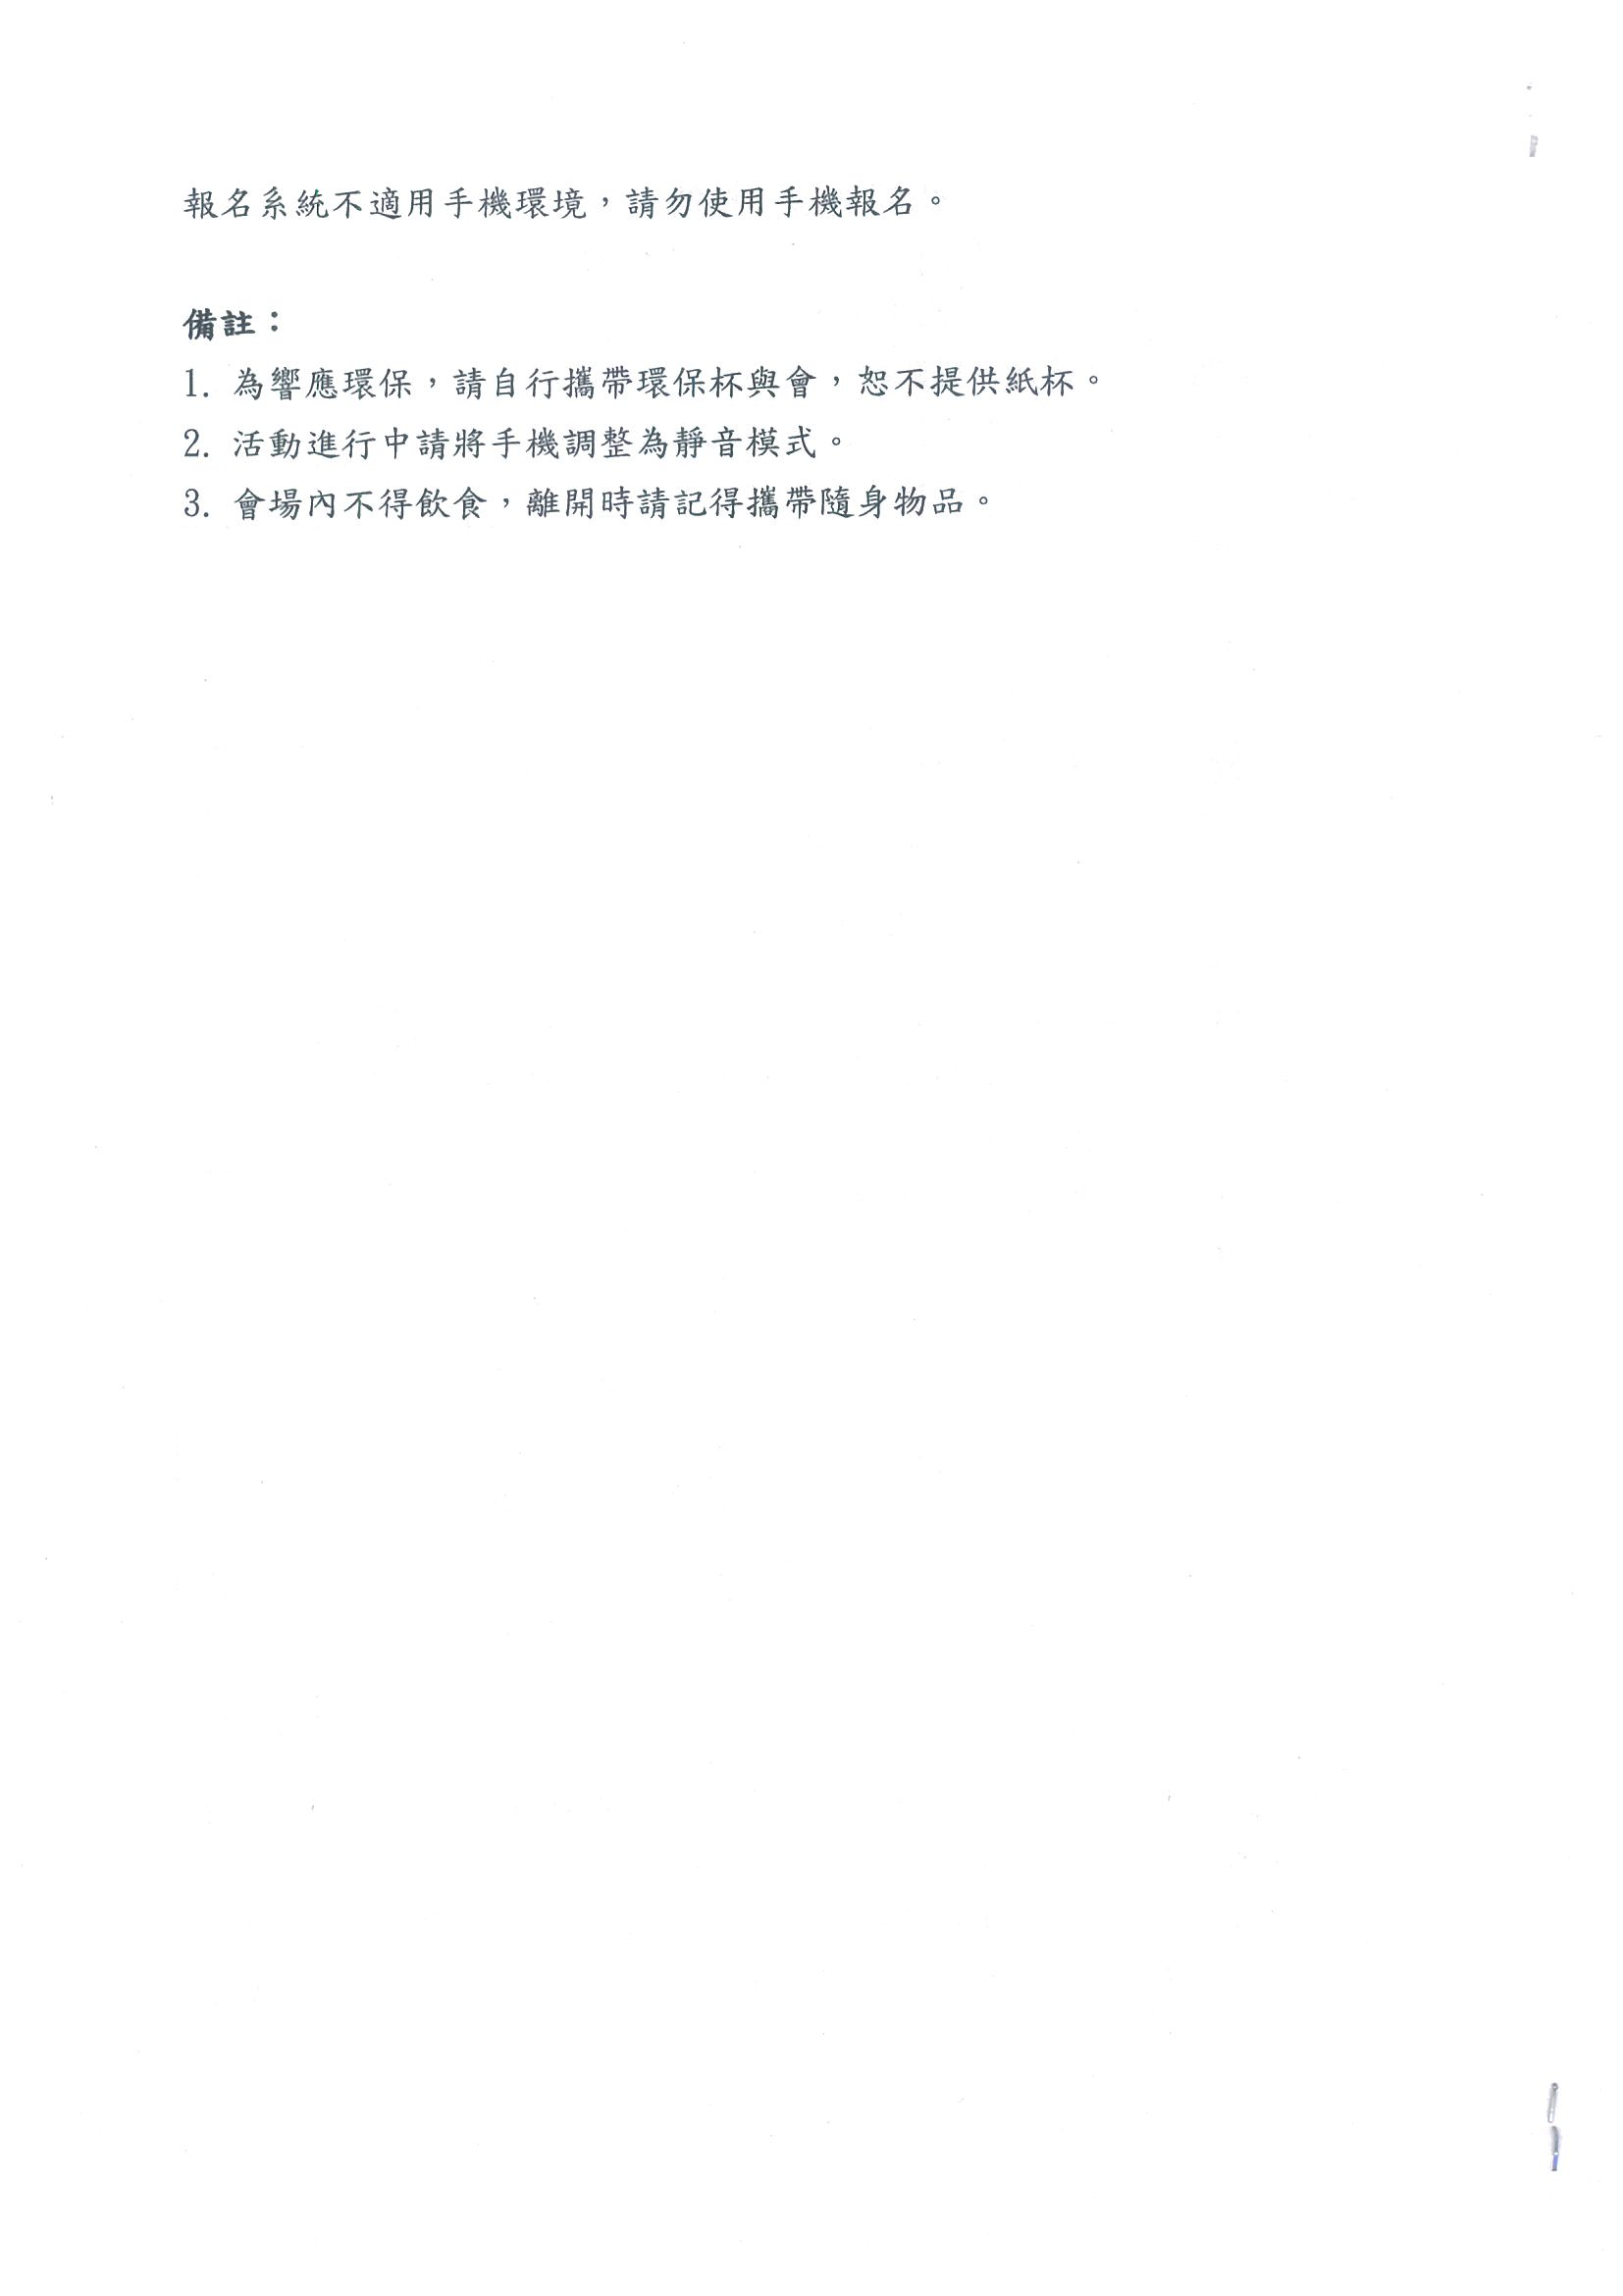 報名系統不適用手機環境，請勿使用手機報名。
備註：
1. 為響應環保，請自行攜帶環保杯與會，恕不提供紙杯。
2. 活動進行中請將手機調整為靜音模式。
3. 會場內不得飲食，離開時請記得攜帶隨身物品。